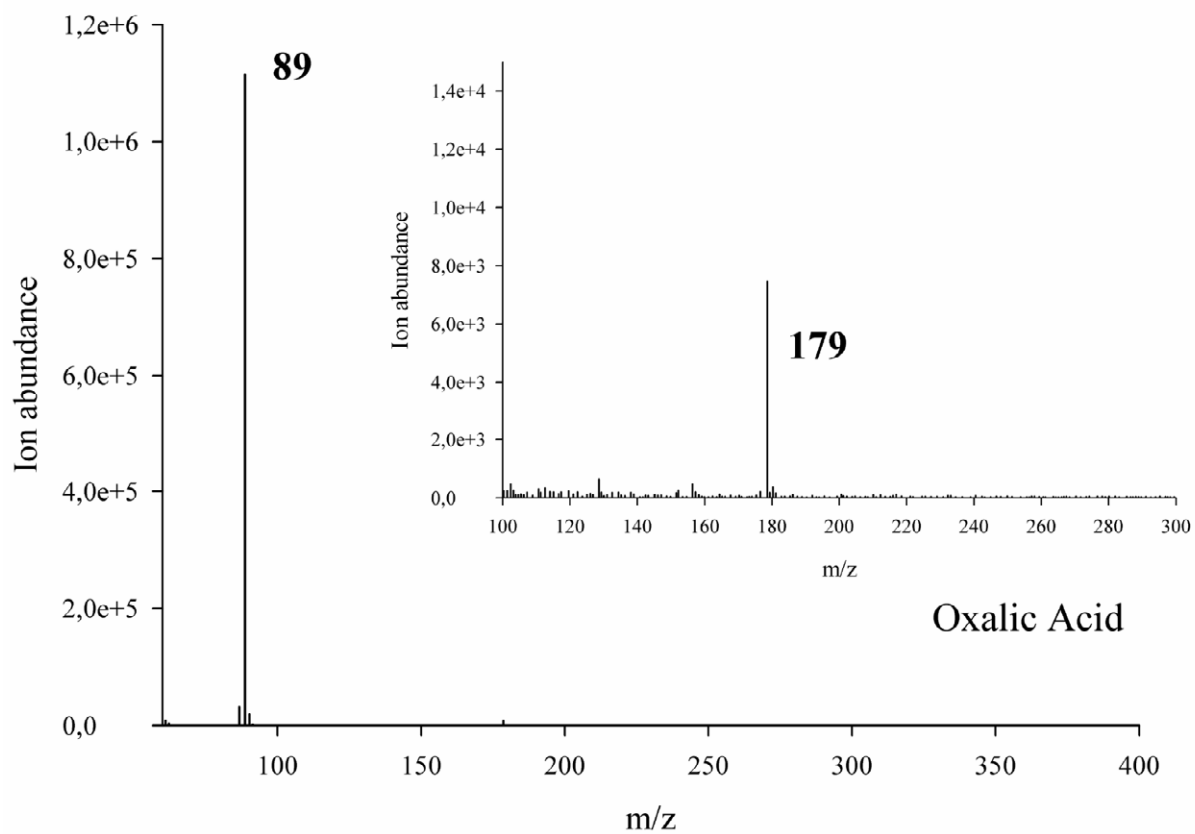 1,2e+6
1,0e+6
8,0e+5
6,0e+5
4,0e+5
2,0e+5
0,0
Ion abundance
89
100 150 200 250 300 350 400
m/z
1,4e+4
1,2e+4
1,0e+4
8,0e+3
6,0e+3
4,0e+3
2,0e+3
0,0
Ion abundance
179
100 120 140 160 180 200 220 240 260 280 300
m/z
Oxalic Acid